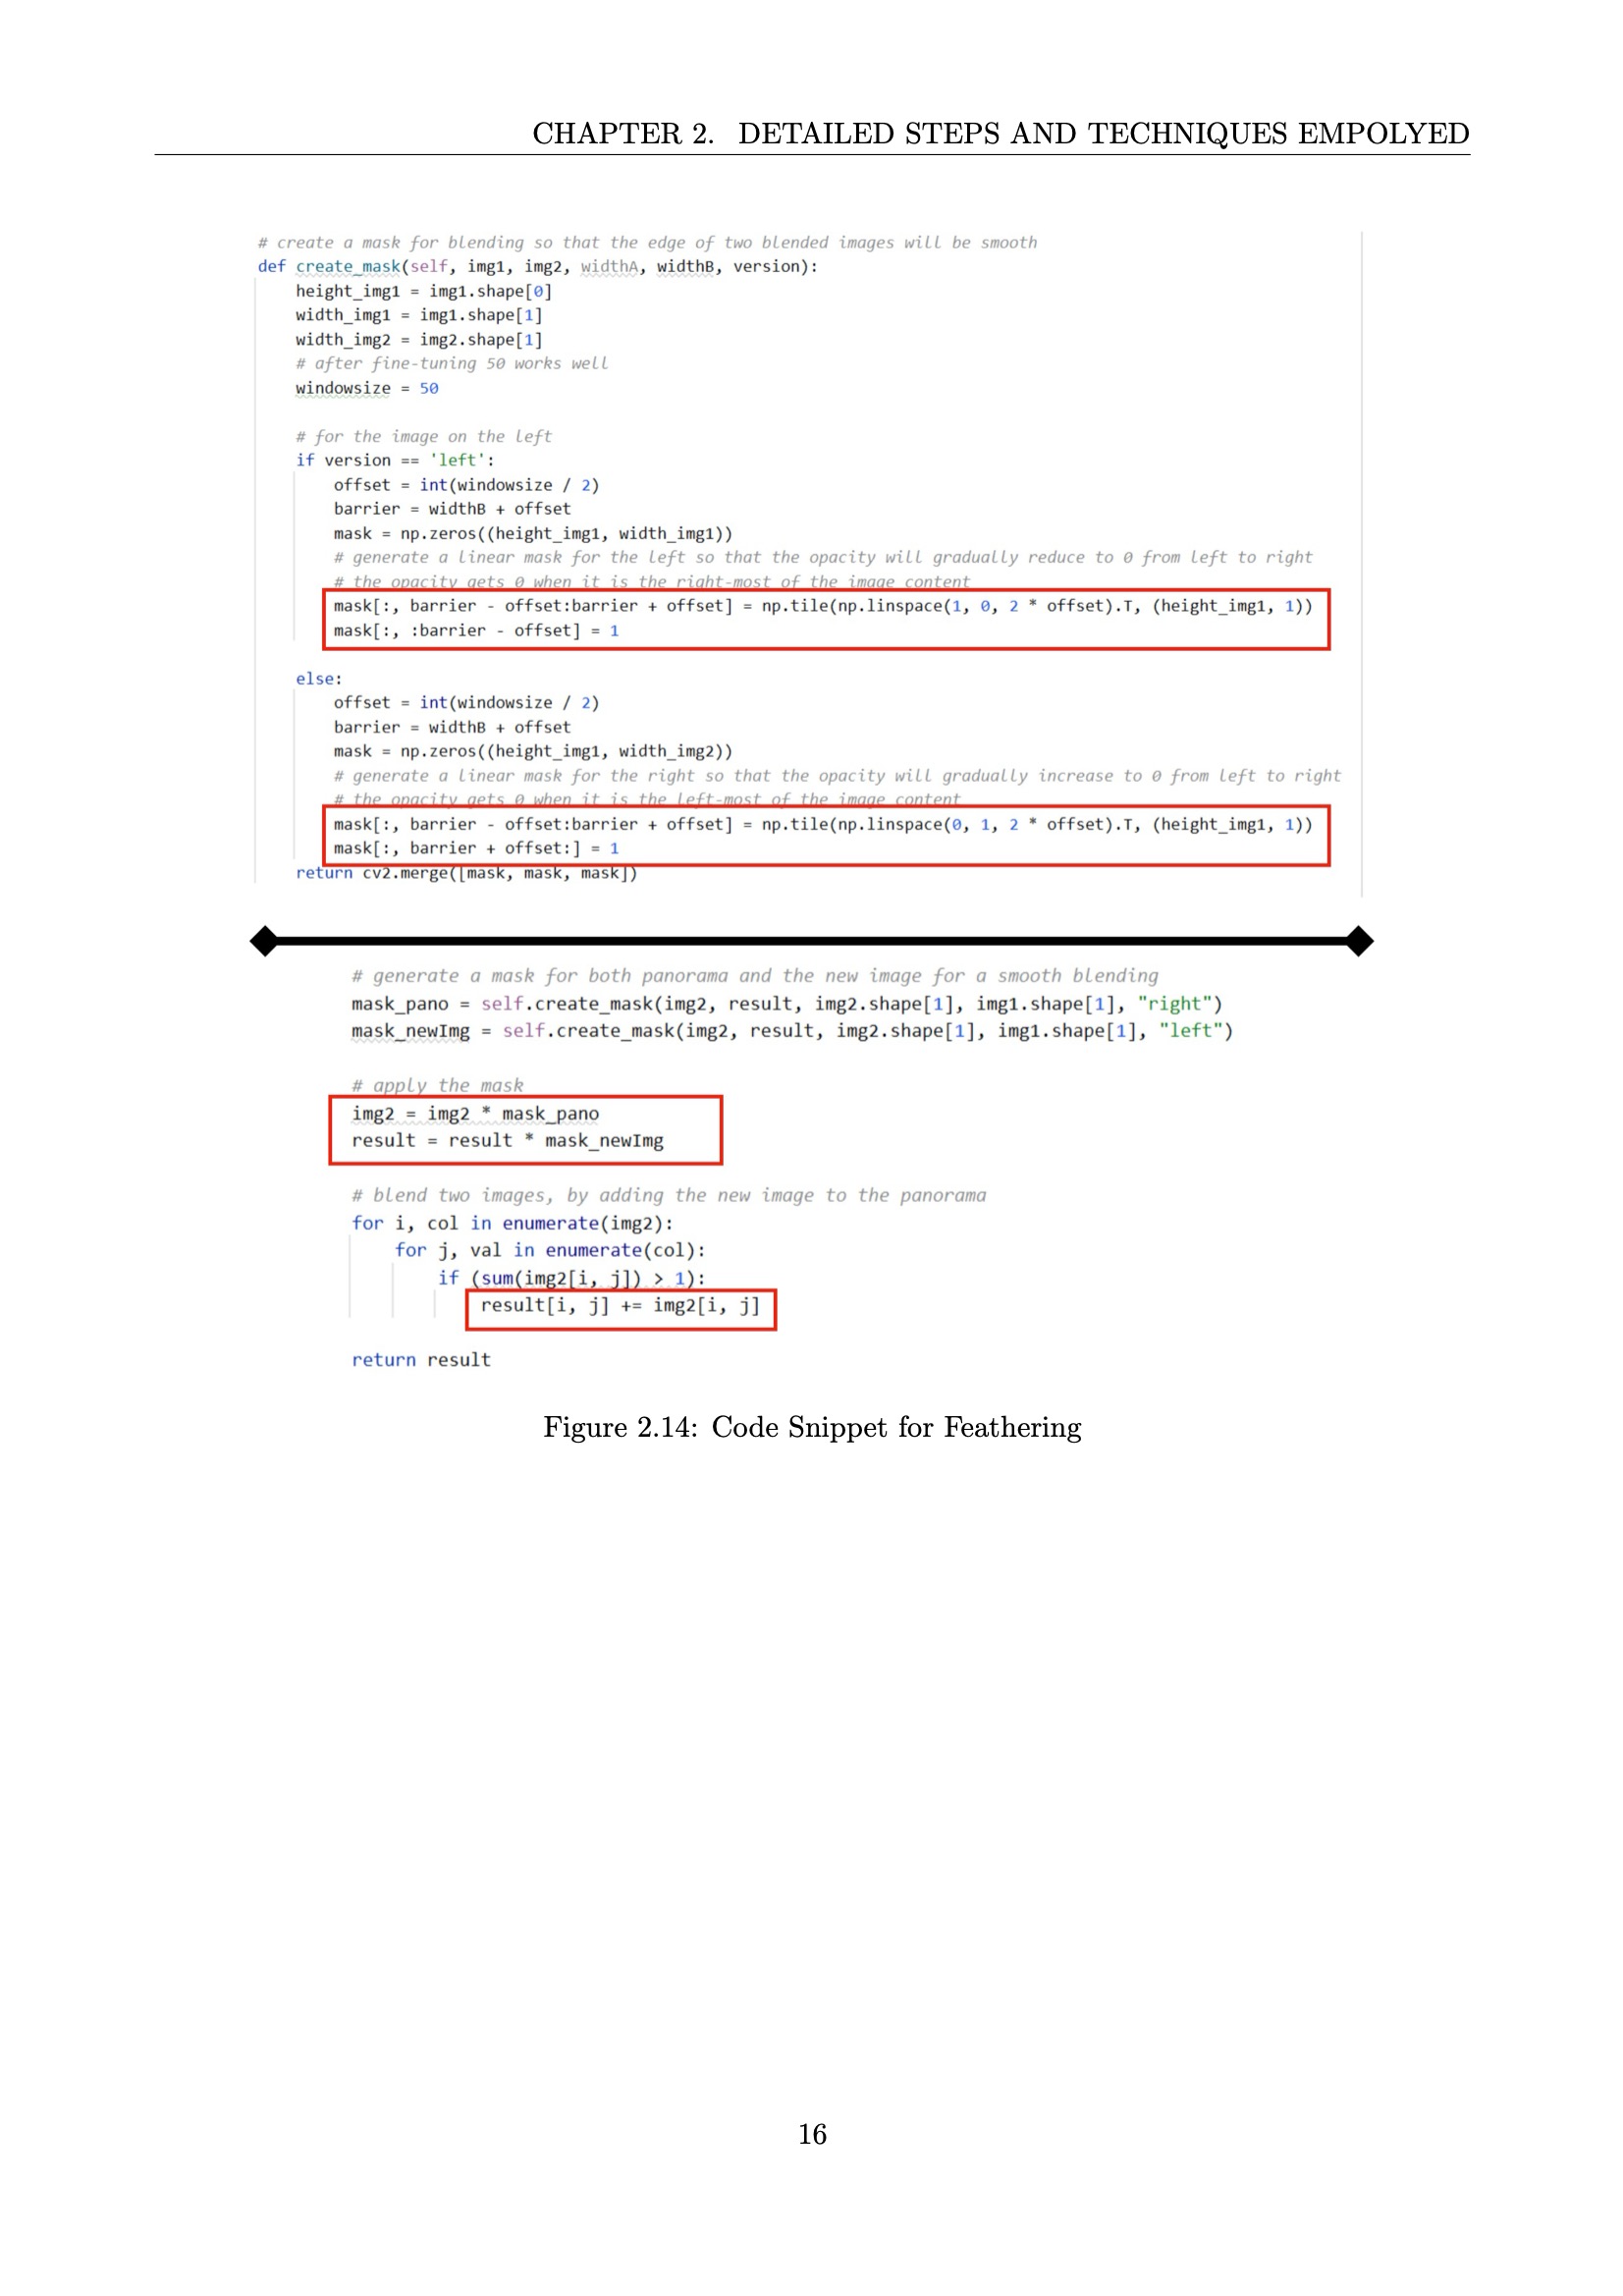 CHAPTER 2. DETAILED STEPS AND TECHNIQUES EMPOLYED
# create a mask for blending so that the edge of two blended images will be smooth
def create_mask(self, img1, img2, widthA, widthB, version):
    height_img1 = img1.shape[0]
    width_img1 = img1.shape[1]
    width_img2 = img2.shape[1]
    # after fine-tuning 50 works well
    windowsize = 50
    # for the image on the left
    if version == 'left':
        offset = int(windowsize / 2)
        barrier = widthB + offset
        mask = np.zeros((height_img1, width_img1))
        # generate a linear mask for the left so that the opacity will gradually reduce to 0 from left to right
        # the opacity gets 0 when it is the right-most of the image content
        mask[:, barrier - offset:barrier + offset] = np.tile(np.linspace(1, 0, 2 * offset).T, (height_img1, 1))
        mask[:, :barrier - offset] = 1
    else:
        offset = int(windowsize / 2)
        barrier = widthB + offset
        mask = np.zeros((height_img1, width_img2))
        # generate a linear mask for the right so that the opacity will gradually increase to 0 from left to right
        # the opacity gets 0 when it is the left-most of the image content
        mask[:, barrier - offset:barrier + offset] = np.tile(np.linspace(0, 1, 2 * offset).T, (height_img1, 1))
        mask[:, barrier + offset:] = 1
    return cv2.merge([mask, mask, mask])
# generate a mask for both panorama and the new image for a smooth blending
mask_pano = self.create_mask(img2, result, img2.shape[1], img1.shape[1], "right")
mask_newImg = self.create_mask(img2, result, img2.shape[1], img1.shape[1], "left")
# apply the mask
img2 = img2 * mask_pano
result = result * mask_newImg
# blend two images, by adding the new image to the panorama
for i, col in enumerate(img2):
    for j, val in enumerate(col):
        if (sum(img2[i, j]) > 1):
            result[i, j] += img2[i, j]
return result
Figure 2.14: Code Snippet for Feathering
16